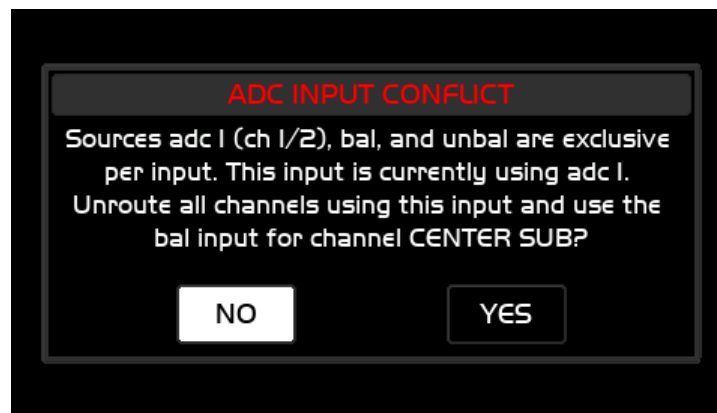 ADC INPUT CONFLICT
Sources adc 1 (ch 1/2), bal, and unbal are exclusive
per input. This input is currently using adc 1.
Unroute all channels using this input and use the
bal input for channel CENTER SUB?
NO
YES